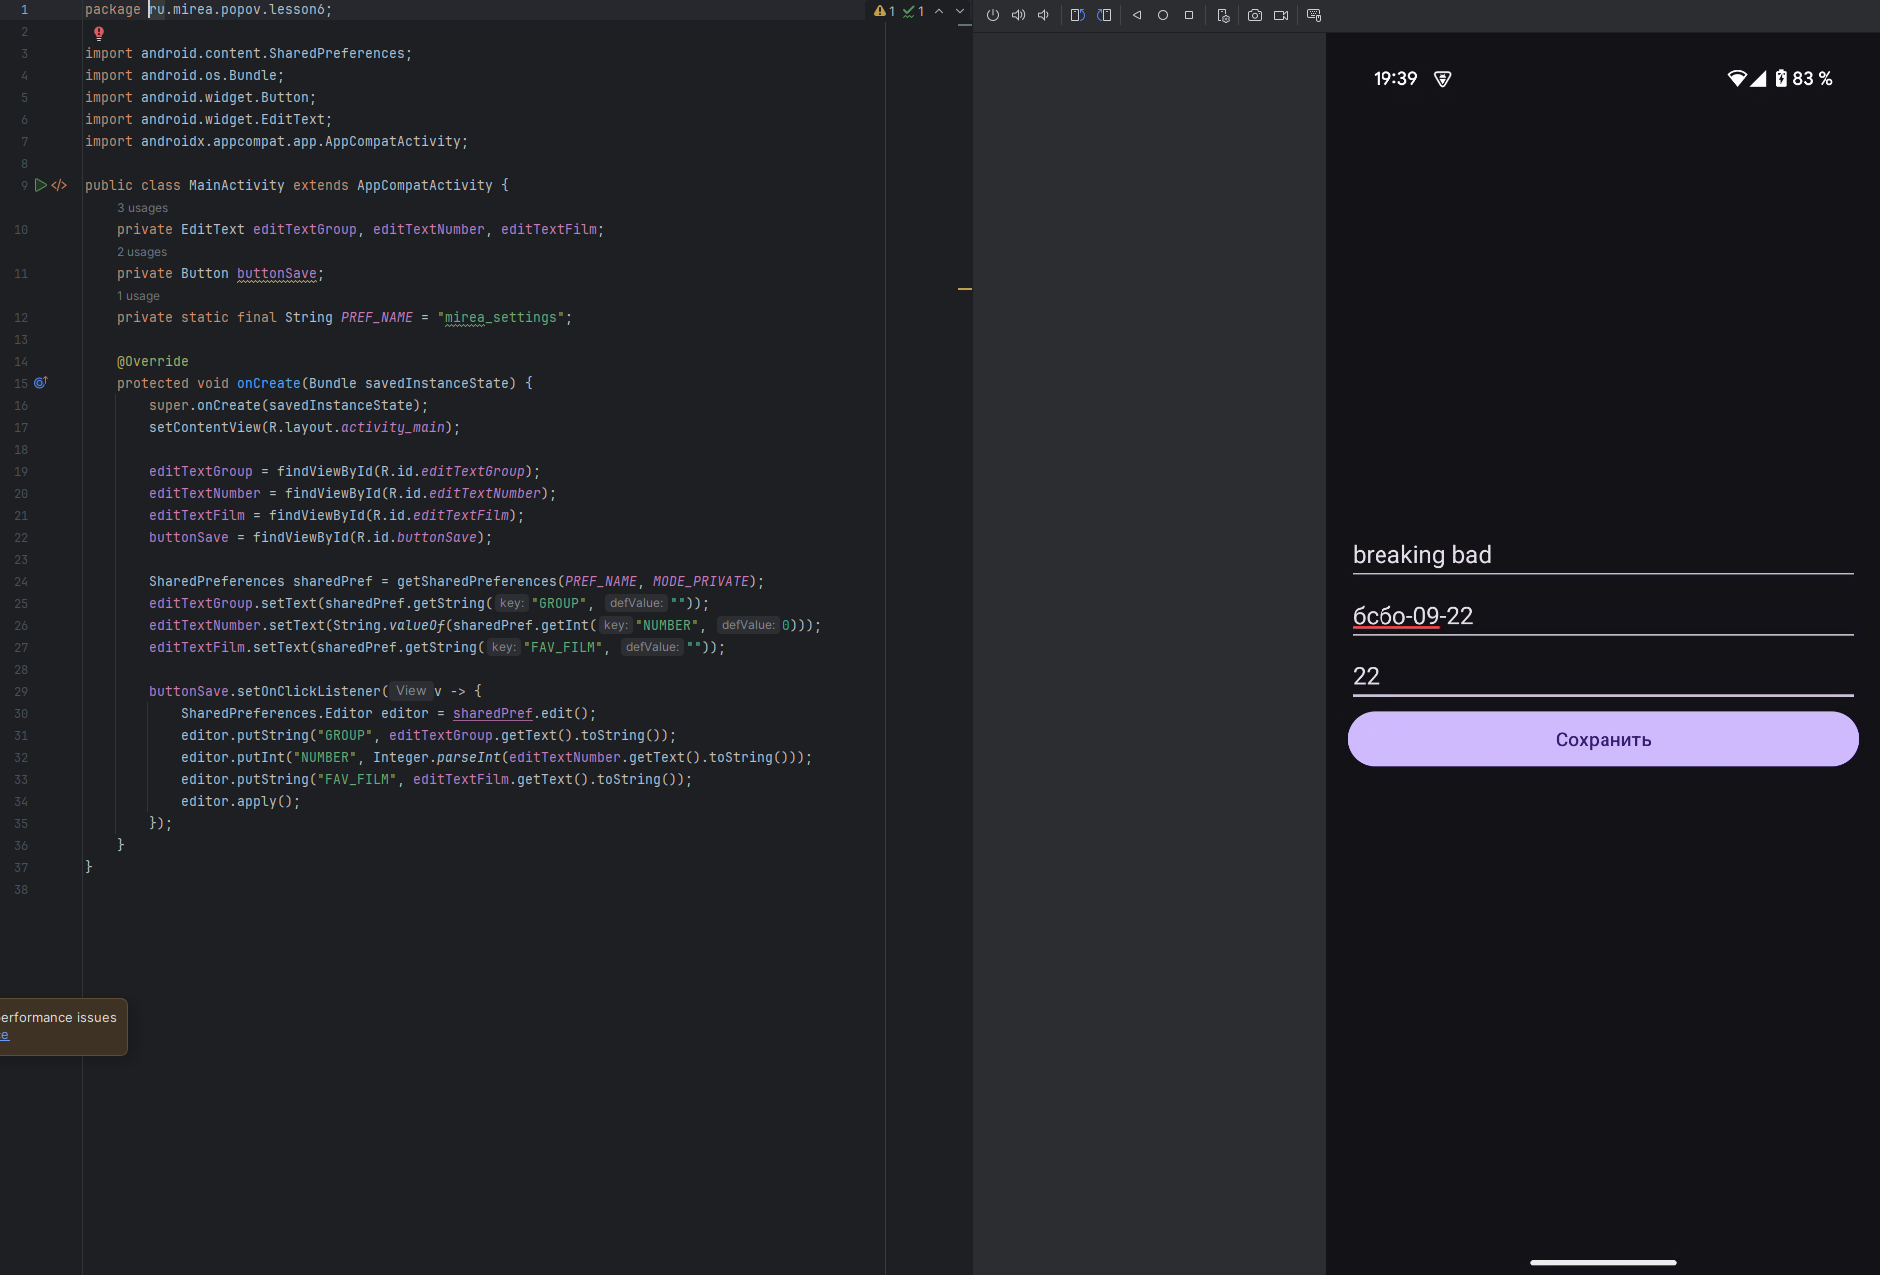 1 package ru.mirea.popov.lesson6;
2
3 import android.content.SharedPreferences;
4 import android.os.Bundle;
5 import android.widget.Button;
6 import android.widget.EditText;
7 import androidx.appcompat.app.AppCompatActivity;
8
9 public class MainActivity extends AppCompatActivity {
3 usages
10 private EditText editTextGroup, editTextNumber, editTextFilm;
2 usages
11 private Button buttonSave;
1 usage
12 private static final String PREF_NAME = "mirea_settings";
13
14 @Override
15 protected void onCreate(Bundle savedInstanceState) {
16 super.onCreate(savedInstanceState);
17 setContentView(R.layout.activity_main);
18
19 editTextGroup = findViewById(R.id.editTextGroup);
20 editTextNumber = findViewById(R.id.editTextNumber);
21 editTextFilm = findViewById(R.id.editTextFilm);
22 buttonSave = findViewById(R.id.buttonSave);
23
24 SharedPreferences sharedPref = getSharedPreferences(PREF_NAME, MODE_PRIVATE);
25 editTextGroup.setText(sharedPref.getString( key: "GROUP", defValue: ""));
26 editTextNumber.setText(String.valueOf(sharedPref.getInt( key: "NUMBER", defValue: 0)));
27 editTextFilm.setText(sharedPref.getString( key: "FAV_FILM", defValue: ""));
28
29 buttonSave.setOnClickListener( View v -> {
30 SharedPreferences.Editor editor = sharedPref.edit();
31 editor.putString("GROUP", editTextGroup.getText().toString());
32 editor.putInt("NUMBER", Integer.parseInt(editTextNumber.getText().toString()));
33 editor.putString("FAV_FILM", editTextFilm.getText().toString());
34 editor.apply();
35 });
36 }
37 }
38
1 1
erformance issues
e
19:39 83 %
breaking bad
бсбо-09-22
22
Сохранить